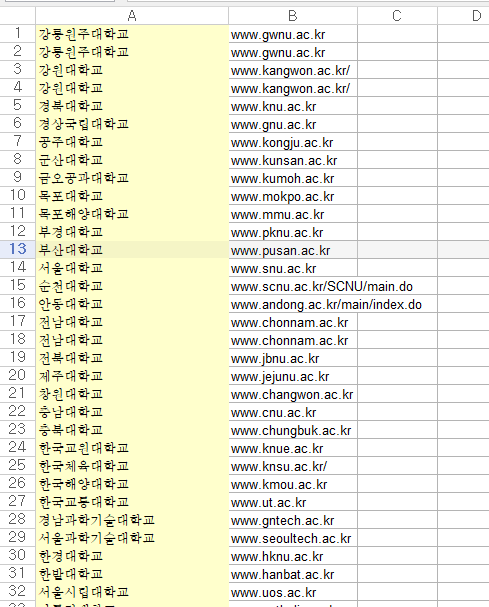 A B C D
1 강릉원주대학교 www.gwnu.ac.kr
2 강릉원주대학교 www.gwnu.ac.kr
3 강원대학교 www.kangwon.ac.kr/
4 강원대학교 www.kangwon.ac.kr/
5 경북대학교 www.knu.ac.kr
6 경상국립대학교 www.gnu.ac.kr
7 공주대학교 www.kongju.ac.kr
8 군산대학교 www.kunsan.ac.kr
9 금오공과대학교 www.kumoh.ac.kr
10 목포대학교 www.mokpo.ac.kr
11 목포해양대학교 www.mmu.ac.kr
12 부경대학교 www.pknu.ac.kr
13 부산대학교 www.pusan.ac.kr
14 서울대학교 www.snu.ac.kr
15 순천대학교 www.scnu.ac.kr/SCNU/main.do
16 안동대학교 www.andong.ac.kr/main/index.do
17 전남대학교 www.chonnam.ac.kr
18 전남대학교 www.chonnam.ac.kr
19 전북대학교 www.jbnu.ac.kr
20 제주대학교 www.jejunu.ac.kr
21 창원대학교 www.changwon.ac.kr
22 충남대학교 www.cnu.ac.kr
23 충북대학교 www.chungbuk.ac.kr
24 한국교원대학교 www.knue.ac.kr
25 한국체육대학교 www.knsu.ac.kr/
26 한국해양대학교 www.kmou.ac.kr
27 한국교통대학교 www.ut.ac.kr
28 경남과학기술대학교 www.gntech.ac.kr
29 서울과학기술대학교 www.seoultech.ac.kr
30 한경대학교 www.hknu.ac.kr
31 한밭대학교 www.hanbat.ac.kr
32 서울시립대학교 www.uos.ac.kr